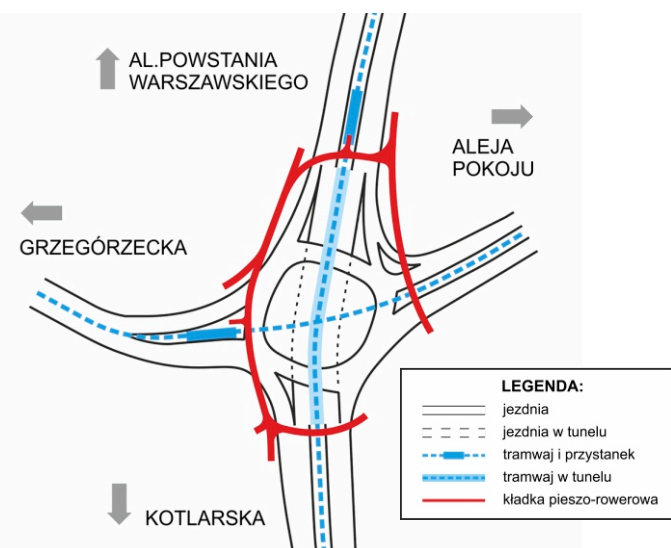 AL.POWSTANIA
WARSZAWSKIEGO
ALEJA
POKOJU
GRZEGÓRZECKA
KOTLARSKA
LEGENDA:
jezdnia
jezdnia w tunelu
tramwaj i przystanek
tramwaj w tunelu
kładka pieszo-rowerowa